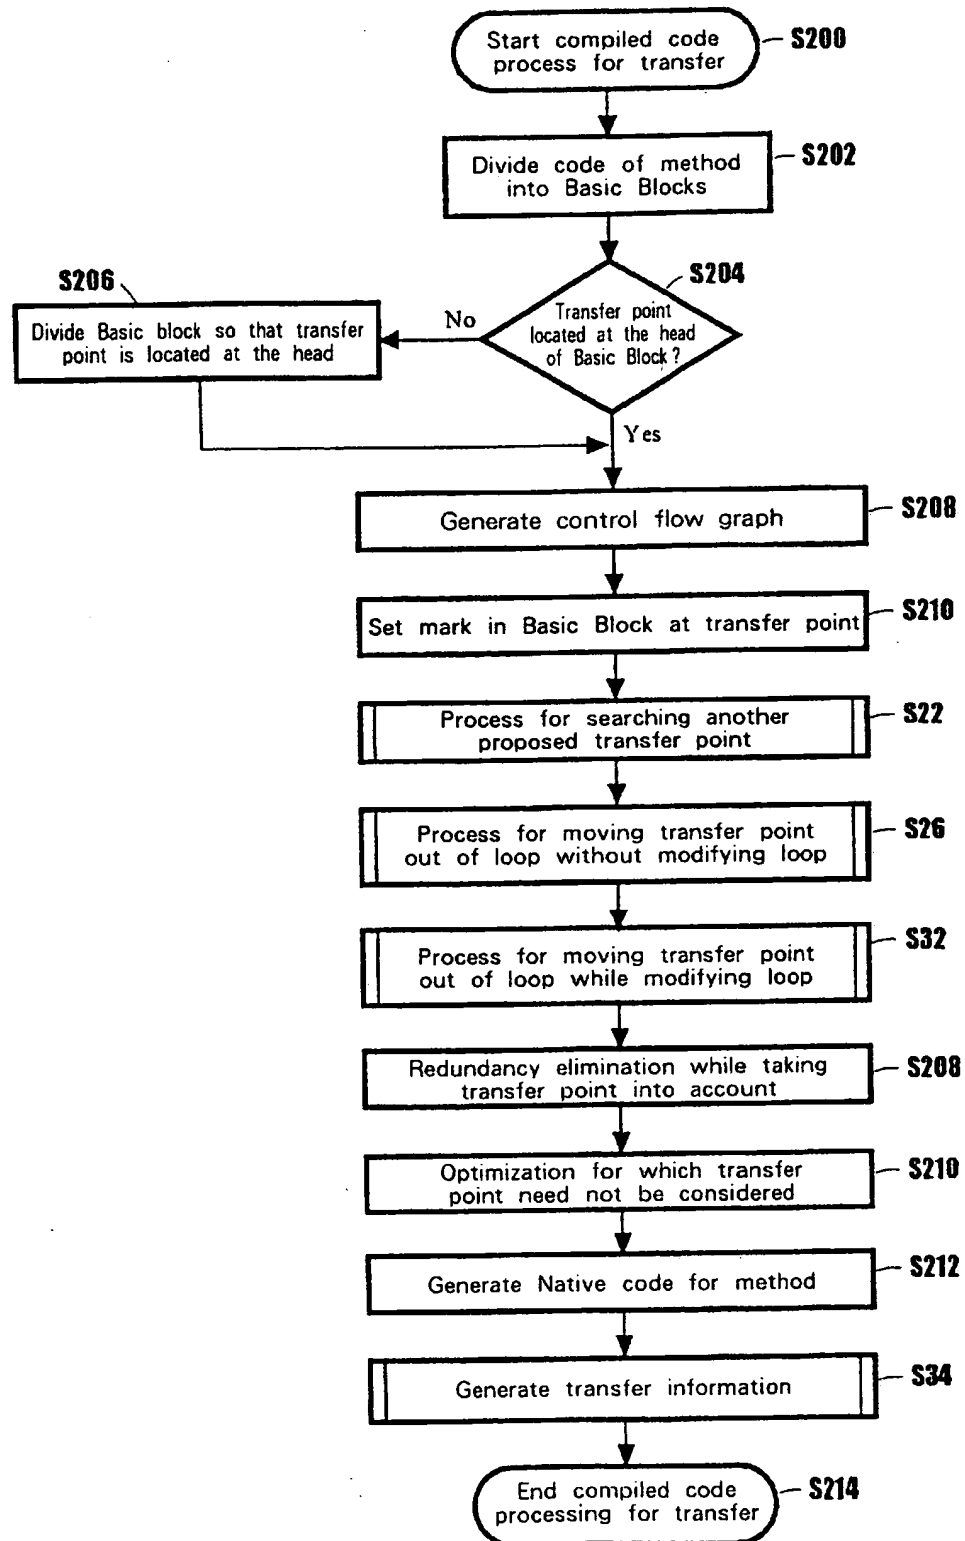 Start compiled code
process for transfer
S200
Divide code of method
into Basic Blocks
S202
S204
Transfer point
located at the head
of Basic Block?
No
S206
Divide Basic block so that transfer
point is located at the head
Yes
Generate control flow graph
S208
Set mark in Basic Block at transfer point
S210
Process for searching another
proposed transfer point
S22
Process for moving transfer point
out of loop without modifying loop
S26
Process for moving transfer point
out of loop while modifying loop
S32
Redundancy elimination while taking
transfer point into account
S208
Optimization for which transfer
point need not be considered
S210
Generate Native code for method
S212
Generate transfer information
S34
End compiled code
processing for transfer
S214